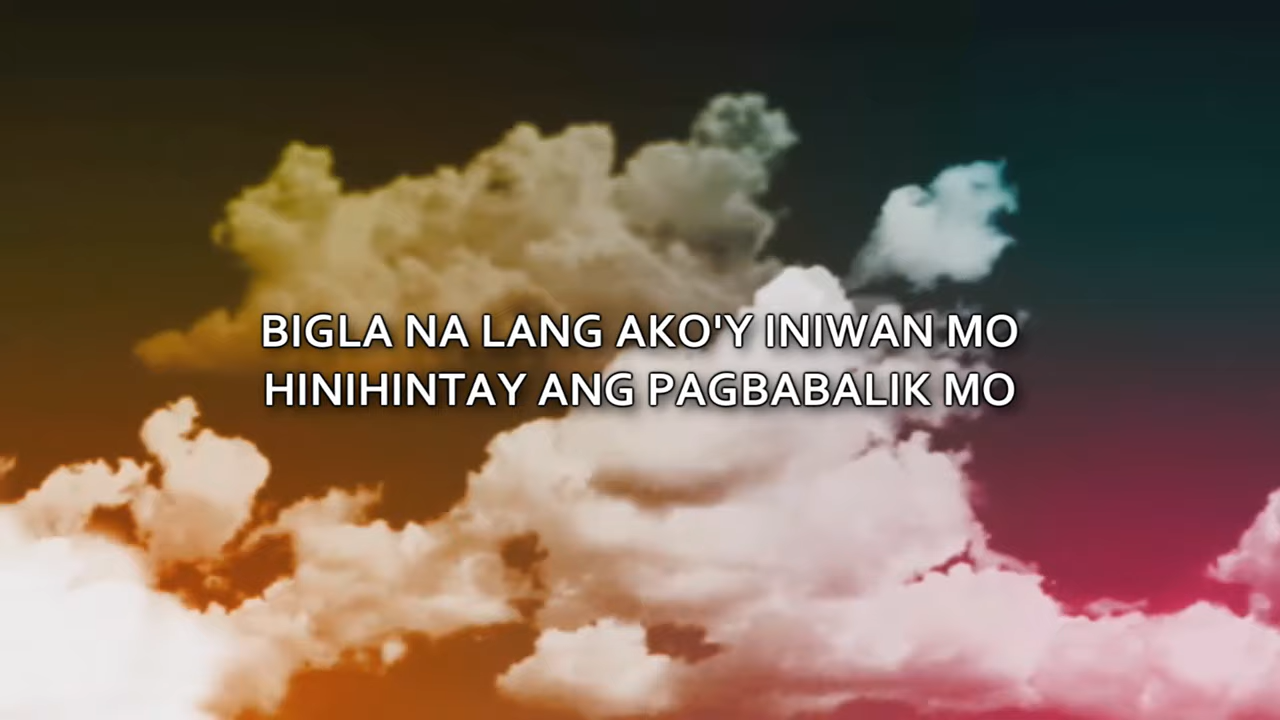 BIGLA NA LANG AKO'Y INIWAN MO
HINIHINTAY ANG PAGBABALIK MO